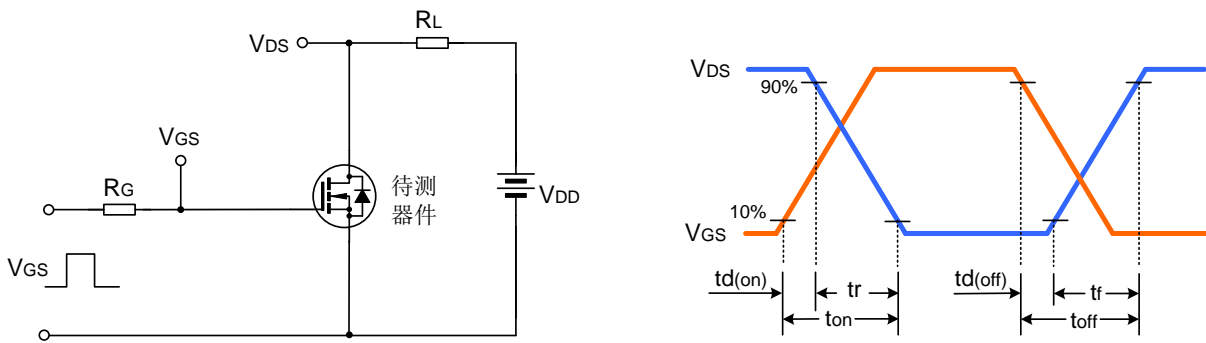 RL
VDS
VGS
RG
待测
器件
VDD
VGS
VDS
90%
10%
VGS
td(on)
tr
td(off)
tf
ton
toff